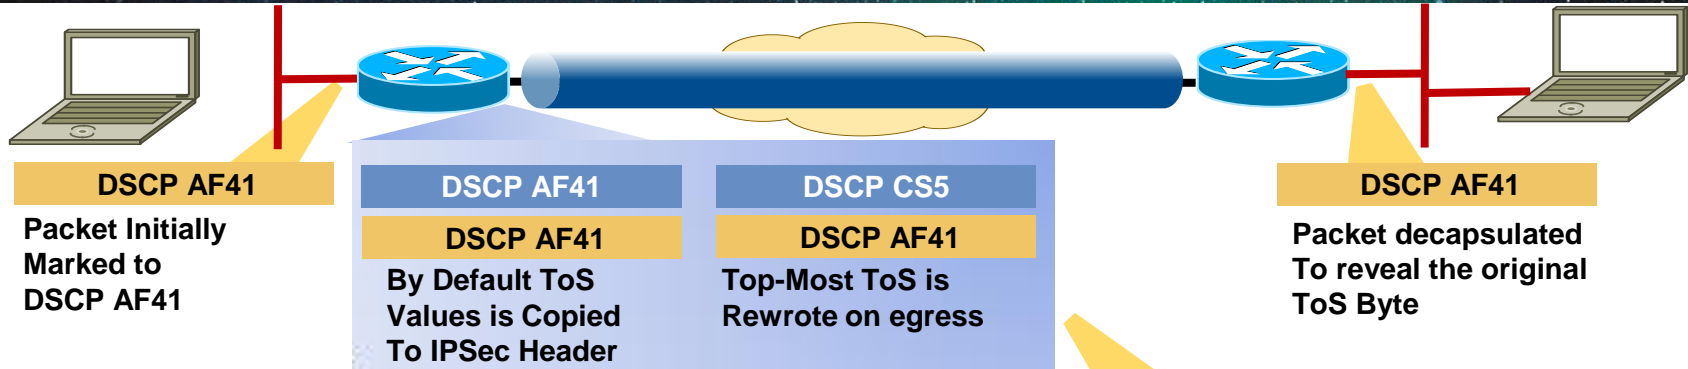 DSCP AF41
Packet Initially
Marked to
DSCP AF41
DSCP AF41
DSCP AF41
By Default ToS
Values is Copied
To IPSec Header
DSCP CS5
DSCP AF41
Top-Most ToS is
Rewrote on egress
DSCP AF41
Packet decapsulated
To reveal the original
ToS Byte